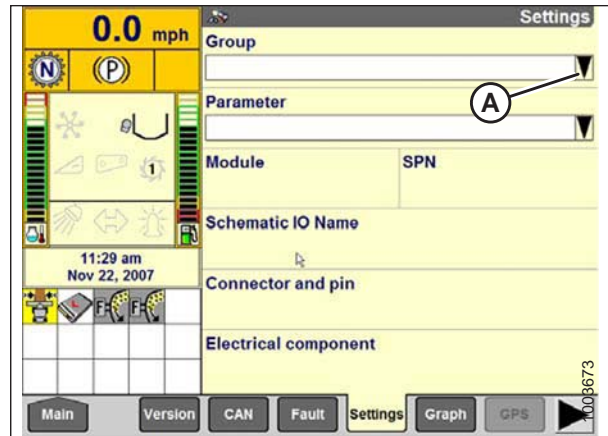 0.0 mph
Settings
Group
N (P)
A
Parameter
1
Module SPN
Schematic IO Name
11:29 am
Nov 22, 2007
Connector and pin
F F
Electrical component
1003673
Main Version CAN Fault Settings Graph GPS